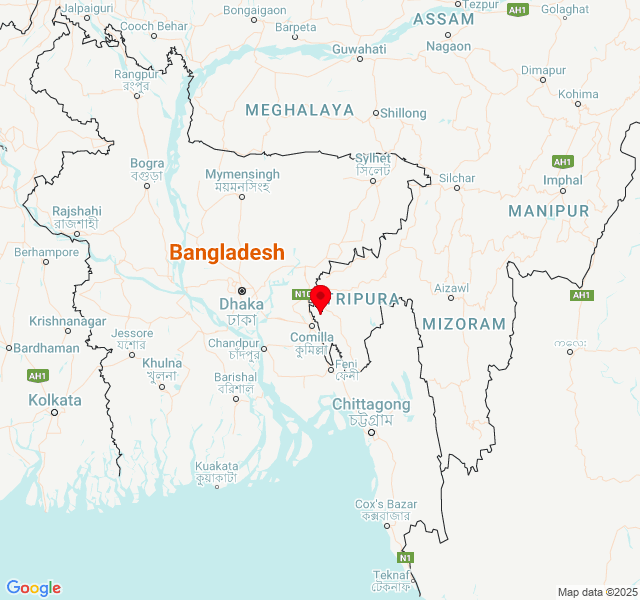 Jalpaiguri
Bongaigaon
Tezpur
AH1
Golaghat
Cooch Behar
Barpeta
ASSAM
Nagaon
Guwahati
Dimapur
Rangpur
রংপুর
Kohima
MEGHALAYA
Shillong
Bogra
বগুড়া
Mymensingh
ময়মনসিংহ
Sylhet
সিলেট
AH1
Silchar
Imphal
Rajshahi
রাজশাহী
MANIPUR
Berhampore
Bangladesh
Dhaka
ঢাকা
N10
TRIPURA
Aizawl
AH1
Krishnanagar
Jessore
যশোর
MIZORAM
Bardhaman
Chandpur
চাঁদপুর
Comilla
কুমিল্লা
ကလေး
Khulna
খুলনা
Feni
ফেনী
AH1
Kolkata
Barishal
বরিশাল
Chittagong
চট্টগ্রাম
Kuakata
কুয়াকাটা
Cox's Bazar
কক্সবাজার
N1
Teknaf
টেকনাফ
Google
Map data ©2025